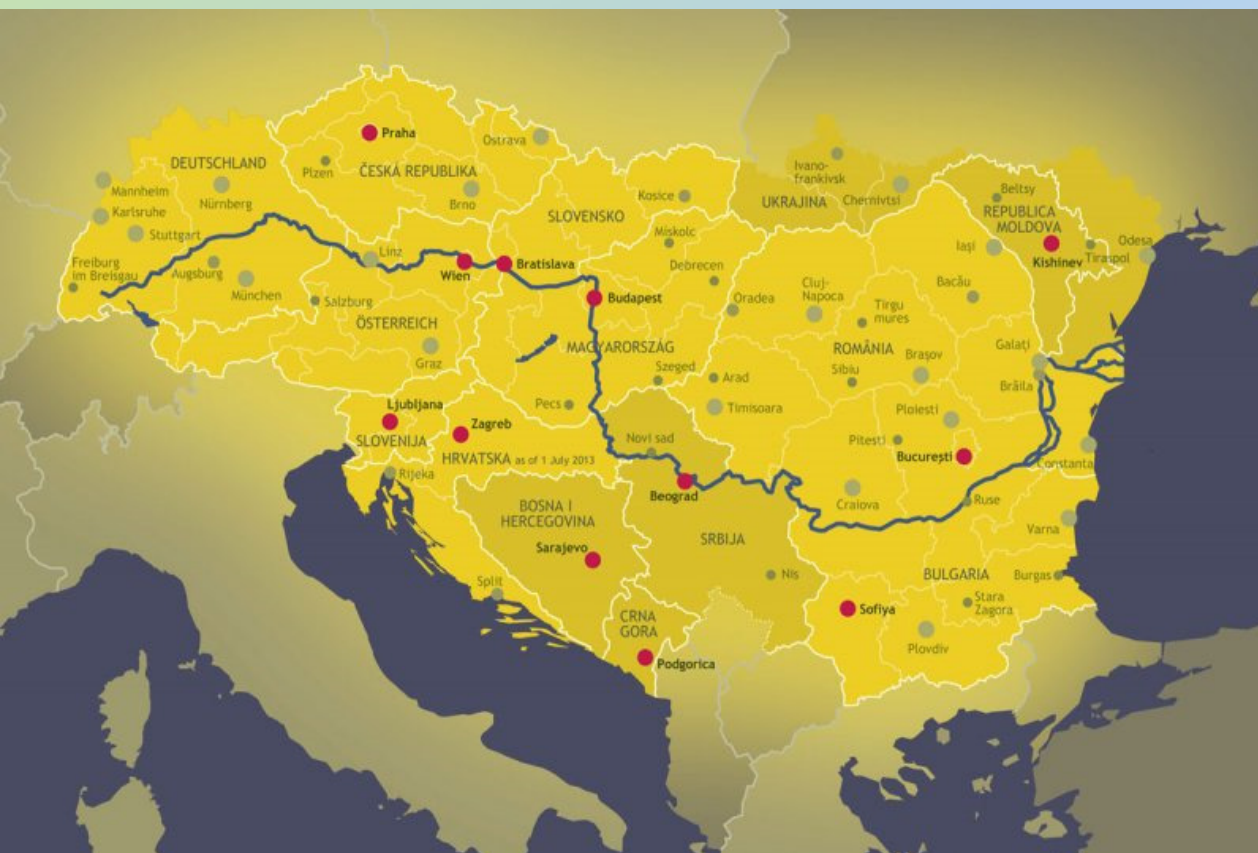 Praha
Ostrava
DEUTSCHLAND
Plzen
ČESKÁ REPUBLIKA
Mannheim
Nürnberg
Brno
Karlsruhe
Stuttgart
SLOVENSKO
Kosice
Ivano-
frankivsk
UKRAJINA
Chernivtsi
Beltsy
REPUBLICA
MOLDOVA
Kishinev
Tiraspol
Odesa
Iaşi
Miskolc
Debrecen
Linz
Wien
Bratislava
Freiburg
im Breisgau
Augsburg
München
Salzburg
Budapest
Oradea
Cluj-
Napoca
Tirgu
mures
Bacău
ÖSTERREICH
Graz
MAGYARORSZÁG
Szeged
ROMÂNIA
Braşov
Sibiu
Galaţi
Brăila
Arad
Timisoara
Pecs
Ljubljana
SLOVENIJA
Zagreb
HRVATSKA as of 1 July 2013
Rijeka
Novi sad
Beograd
Ploiesti
Pitesti
Bucureşti
Constanta
Craiova
Ruse
BOSNA I
HERCEGOVINA
Sarajevo
SRBIJA
Nis
Varna
BULGARIA
Burgas
Split
CRNA
GORA
Podgorica
Sofiya
Stara
Zagora
Plovdiv